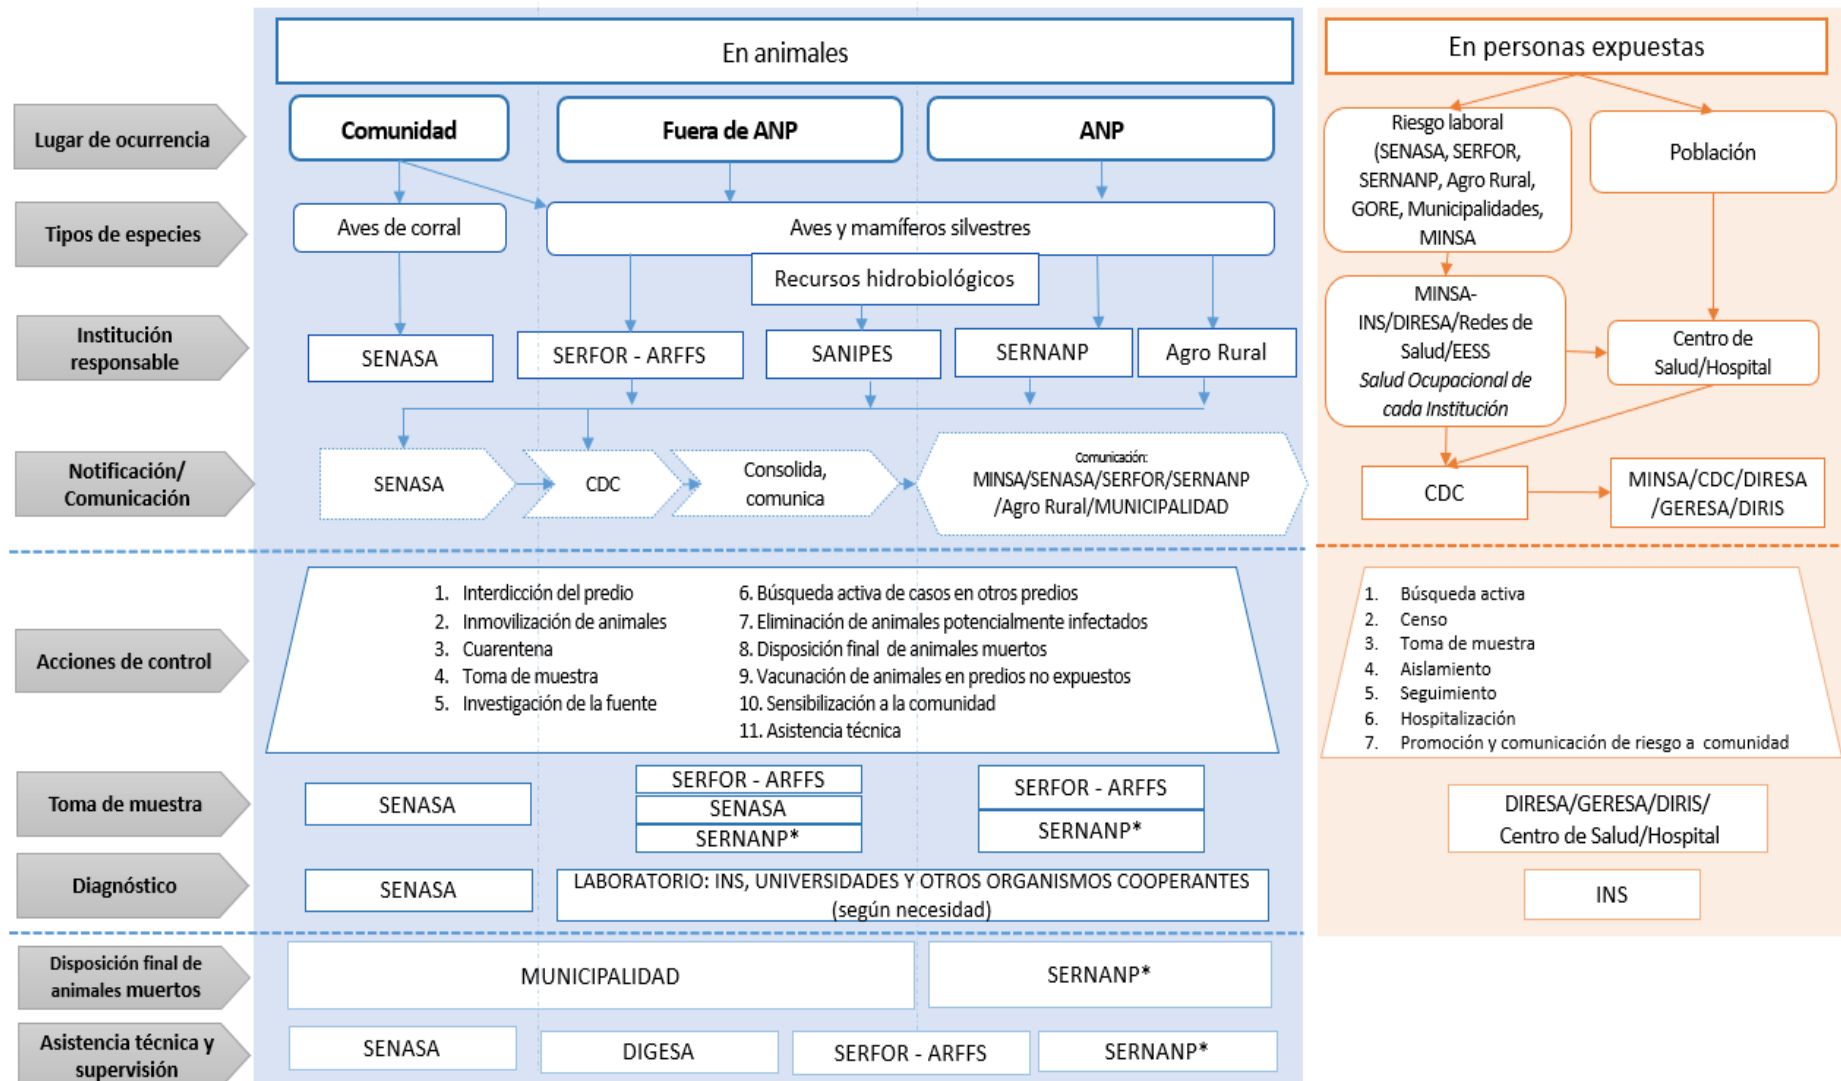 En animales
En personas expuestas
Lugar de ocurrencia
Comunidad
Fuera de ANP
ANP
Riesgo laboral
(SENASA, SERFOR,
SERNANP, Agro Rural,
GORE, Municipalidades,
MINSA
Población
Tipos de especies
Aves de corral
Aves y mamíferos silvestres
Recursos hidrobiológicos
Institución
responsable
SENASA
SERFOR - ARFFS
SANIPES
SERNANP
Agro Rural
MINSA-
INS/DIRESA/Redes de
Salud/EESS
Salud Ocupacional de
cada Institución
Centro de
Salud/Hospital
Notificación/
Comunicación
SENASA
CDC
Consolida,
comunica
Comunicación:
MINSA/SENASA/SERFOR/SERNANP
/Agro Rural/MUNICIPALIDAD
CDC
MINSA/CDC/DIRESA
/GERESA/DIRIS
Acciones de control
1. Interdicción del predio
2. Inmovilización de animales
3. Cuarentena
4. Toma de muestra
5. Investigación de la fuente
6. Búsqueda activa de casos en otros predios
7. Eliminación de animales potencialmente infectados
8. Disposición final de animales muertos
9. Vacunación de animales en predios no expuestos
10. Sensibilización a la comunidad
11. Asistencia técnica
1. Búsqueda activa
2. Censo
3. Toma de muestra
4. Aislamiento
5. Seguimiento
6. Hospitalización
7. Promoción y comunicación de riesgo a comunidad
Toma de muestra
SENASA
SERFOR - ARFFS
SENASA
SERNANP*
SERFOR - ARFFS
SERNANP*
DIRESA/GERESA/DIRIS/
Centro de Salud/Hospital
Diagnóstico
SENASA
LABORATORIO: INS, UNIVERSIDADES Y OTROS ORGANISMOS COOPERANTES
(según necesidad)
INS
Disposición final de
animales muertos
MUNICIPALIDAD
SERNANP*
Asistencia técnica y
supervisión
SENASA
DIGESA
SERFOR - ARFFS
SERNANP*